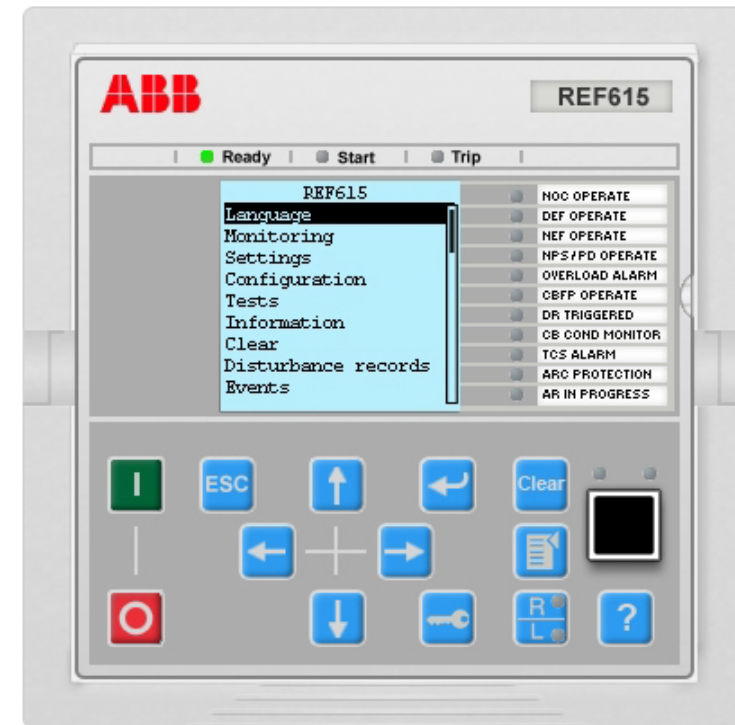 ABB
REF615
Ready
Start
Trip
REF615
Language
Monitoring
Settings
Configuration
Tests
Information
Clear
Disturbance records
Events
NOC OPERATE
DEF OPERATE
NEF OPERATE
NPS/PD OPERATE
OVERLOAD ALARM
CBFP OPERATE
DR TRIGGERED
CB COND MONITOR
TCS ALARM
ARC PROTECTION
AR IN PROGRESS
I
ESC
Clear
O
R
L
?